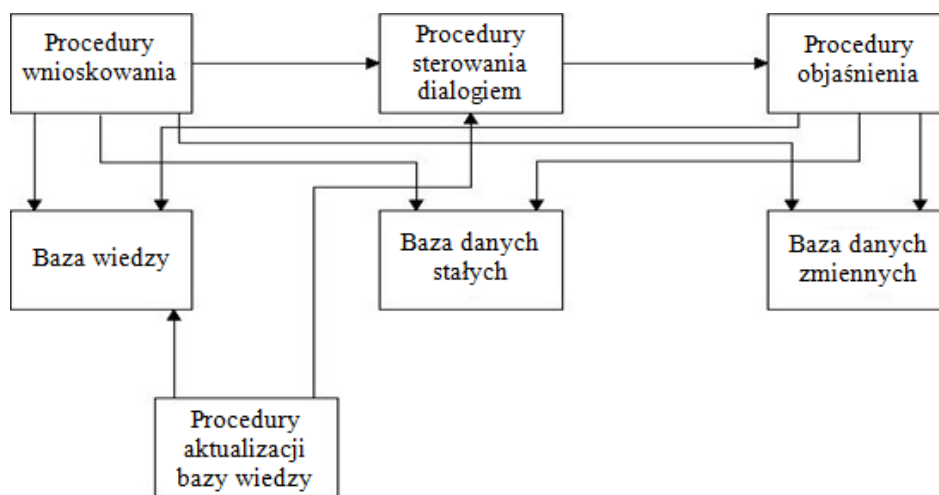 Procedury
wnioskowania
Procedury
sterowania
dialogiem
Procedury
objaśnienia
Baza wiedzy
Baza danych
stałych
Baza danych
zmiennych
Procedury
aktualizacji
bazy wiedzy